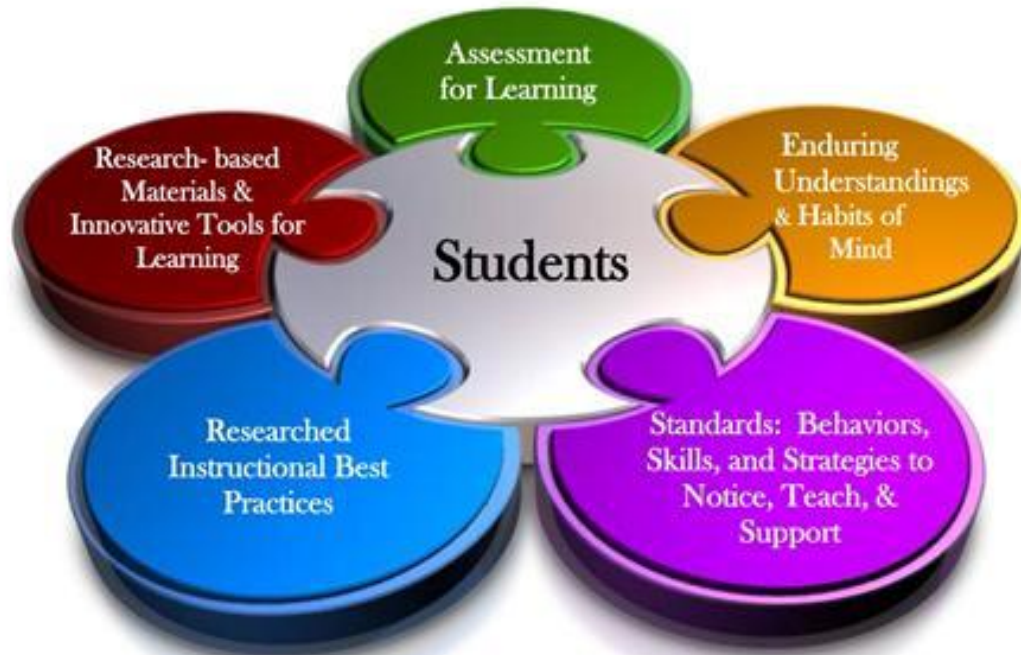 Assessment
for Learning
Research- based
Materials &
Innovative Tools for
Learning
Enduring
Understandings
& Habits of
Mind
Students
Researched
Instructional Best
Practices
Standards: Behaviors,
Skills, and Strategies to
Notice, Teach, &
Support